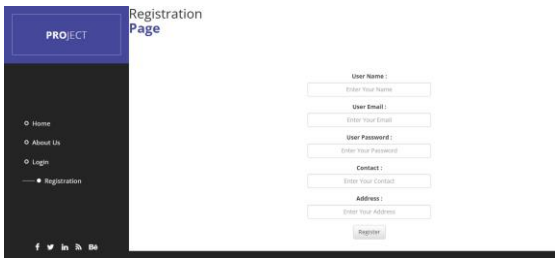 PROJECT
Home
About Us
Login
Registration
Registration
Page
User Name :
Enter Your Name
User Email :
Enter Your Email
User Password :
Enter Your Password
Contact :
Enter Your Contact
Address :
Enter Your Address
Register